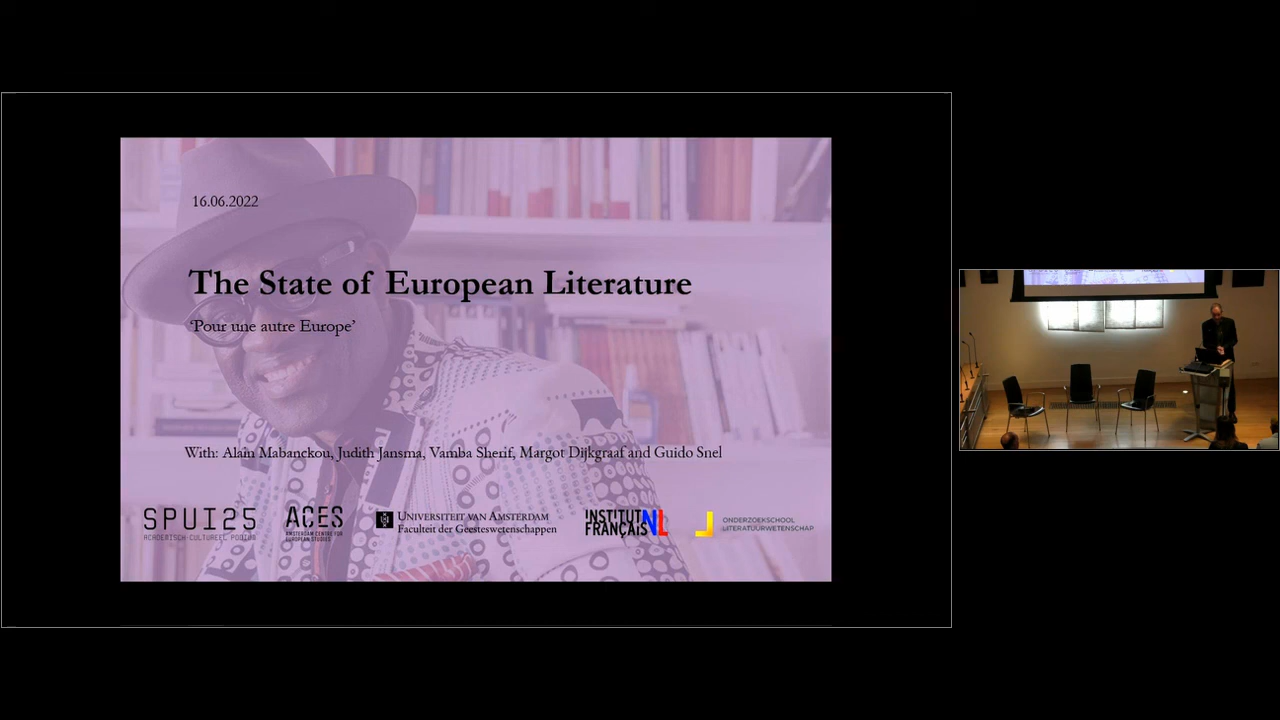 16.06.2022
The State of European Literature
‘Pour une autre Europe’
With: Alain Mabanckou, Judith Jansma, Vamba Sherif, Margot Dijkgraaf and Guido Snel
SPUI25
ACADEMISCH-CULTUREEL PODIUM
ACES
AMSTERDAM CENTRE FOR
EUROPEAN STUDIES
UNIVERSITEIT VAN AMSTERDAM
Faculteit der Geesteswetenschappen
INSTITUT
FRANÇAIS NL
ONDERZOEKSCHOOL
LITERATUURWETENSCHAP